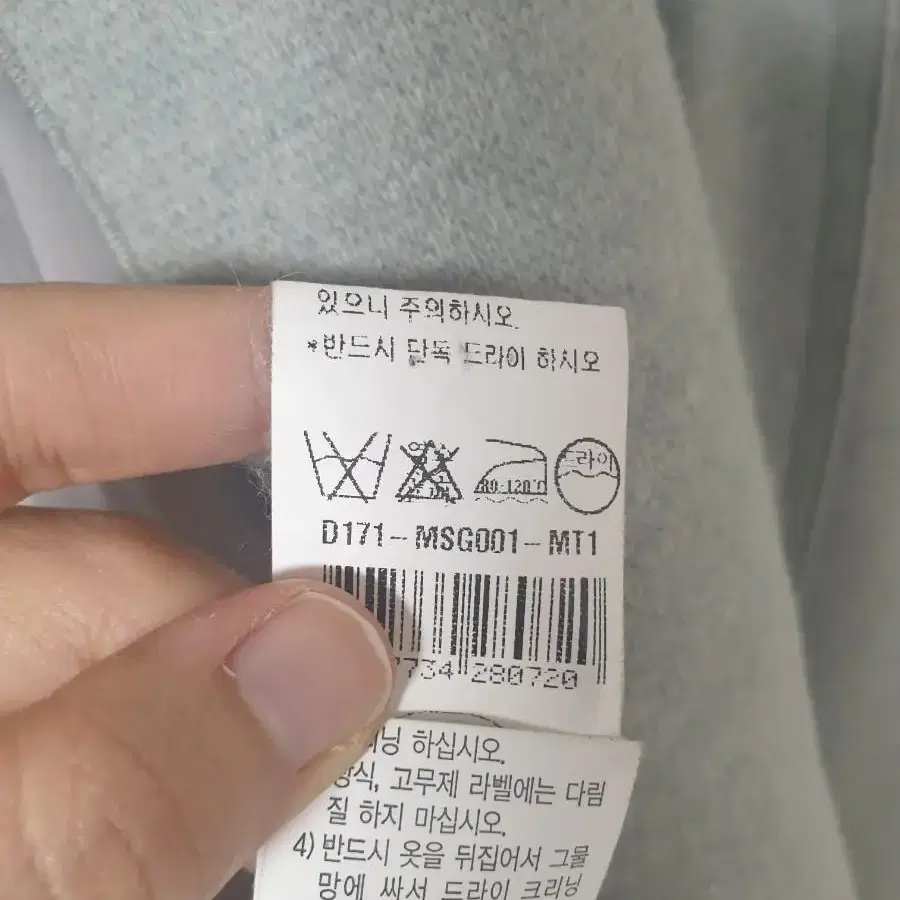 있으니 주의하시오.
*반드시 단독 드라이 하시오
80-120℃
드라이
D171-MSG001-MT1
7734 280720
하십시오.
고무제 라벨에는 다림
질 하지 마십시오.
4) 반드시 옷을 뒤집어서 그물
망에 싸서 드라이 크리닝